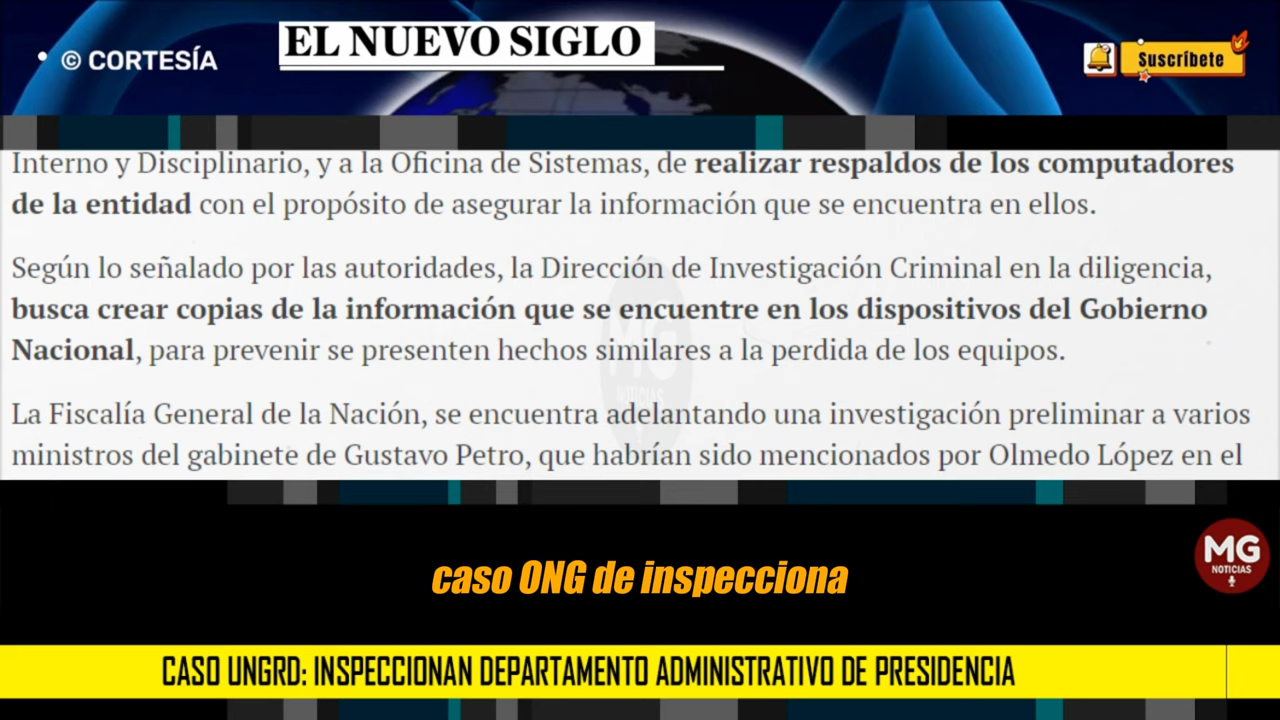 © CORTESÍA
EL NUEVO SIGLO
Suscríbete
Interno y Disciplinario, y a la Oficina de Sistemas, de realizar respaldos de los computadores
de la entidad con el propósito de asegurar la información que se encuentra en ellos.
Según lo señalado por las autoridades, la Dirección de Investigación Criminal en la diligencia,
busca crear copias de la información que se encuentre en los dispositivos del Gobierno
Nacional, para prevenir se presenten hechos similares a la perdida de los equipos.
La Fiscalía General de la Nación, se encuentra adelantando una investigación preliminar a varios
ministros del gabinete de Gustavo Petro, que habrían sido mencionados por Olmedo López en el
MG
NOTICIAS
caso ONG de inspecciona
MG
NOTICIAS
CASO UNGRD: INSPECCIONAN DEPARTAMENTO ADMINISTRATIVO DE PRESIDENCIA